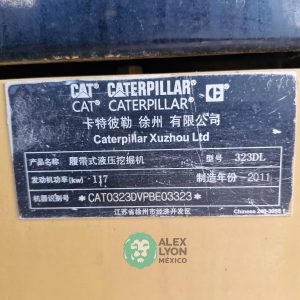 CAT CATERPILLAR
CAT CATERPILLAR
卡特彼勒 徐州 有限公司
Caterpillar Xuzhou Ltd
产品名称 履带式液压挖掘机 型号 323DL
发动机功率(kw) 117 制造年份 2011
机器识别号 *CAT0323DVPBE03323*
江苏省徐州市经济开发区 Chinese
ALEX
LYON
MÉXICO